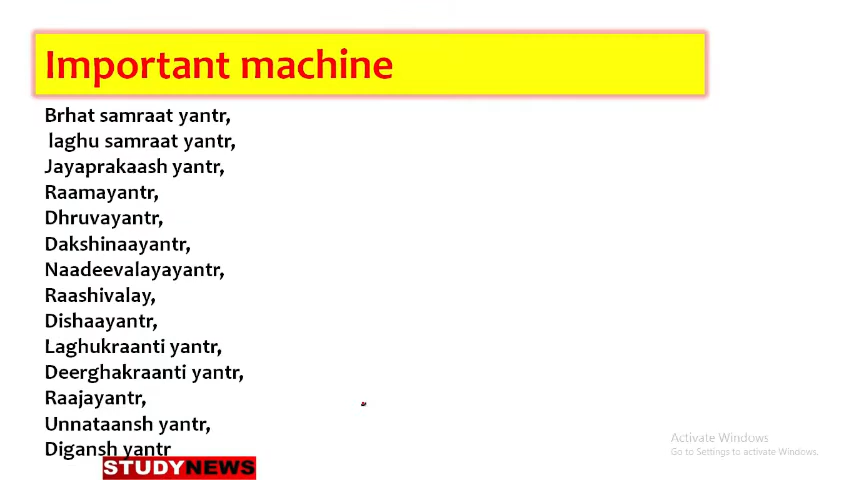 Important machine
Brhat samraat yantr,
laghu samraat yantr,
Jayaprakaash yantr,
Raamayantr,
Dhruvayantr,
Dakshinaayantr,
Naadeevalayayantr,
Raashivalay,
Dishaayantr,
Laghukraanti yantr,
Deerghakraanti yantr,
Raajayantr,
Unnataansh yantr,
Digansh yantr
STUDYNEWS
Activate Windows
Go to Settings to activate Windows.